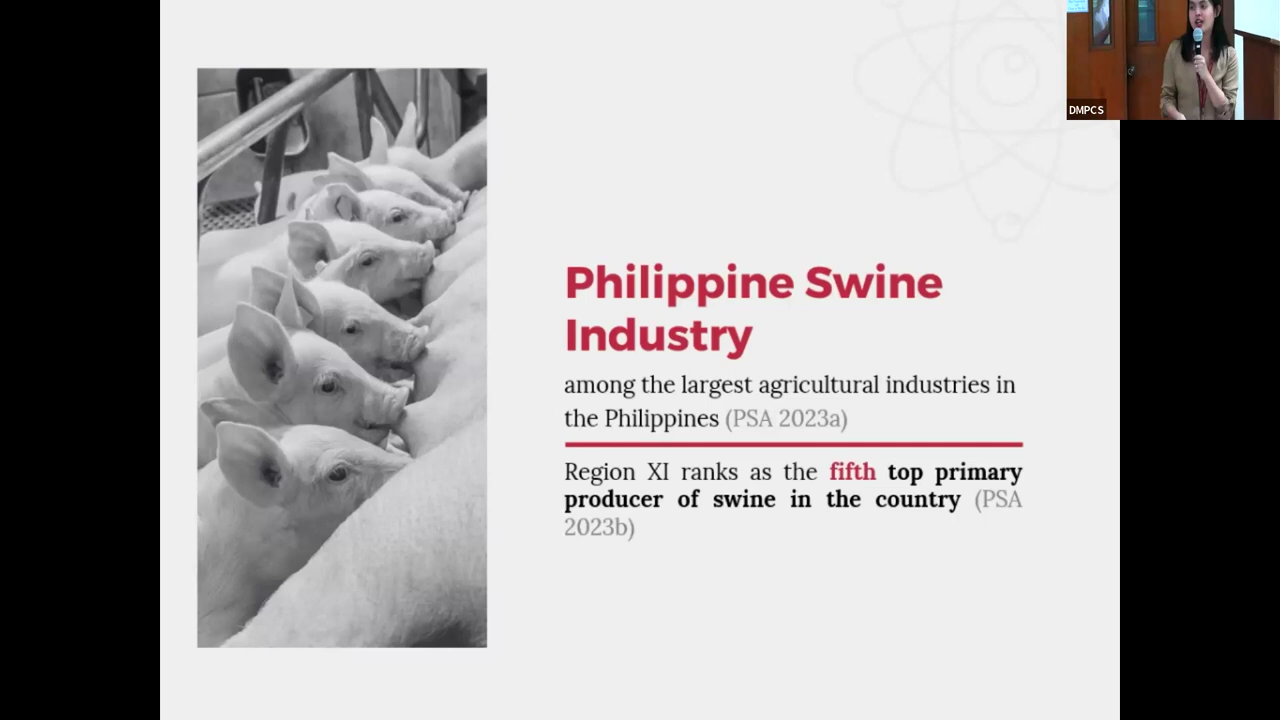 DMPCS
Philippine Swine
Industry
among the largest agricultural industries in
the Philippines (PSA 2023a)
Region XI ranks as the fifth top primary
producer of swine in the country (PSA
2023b)